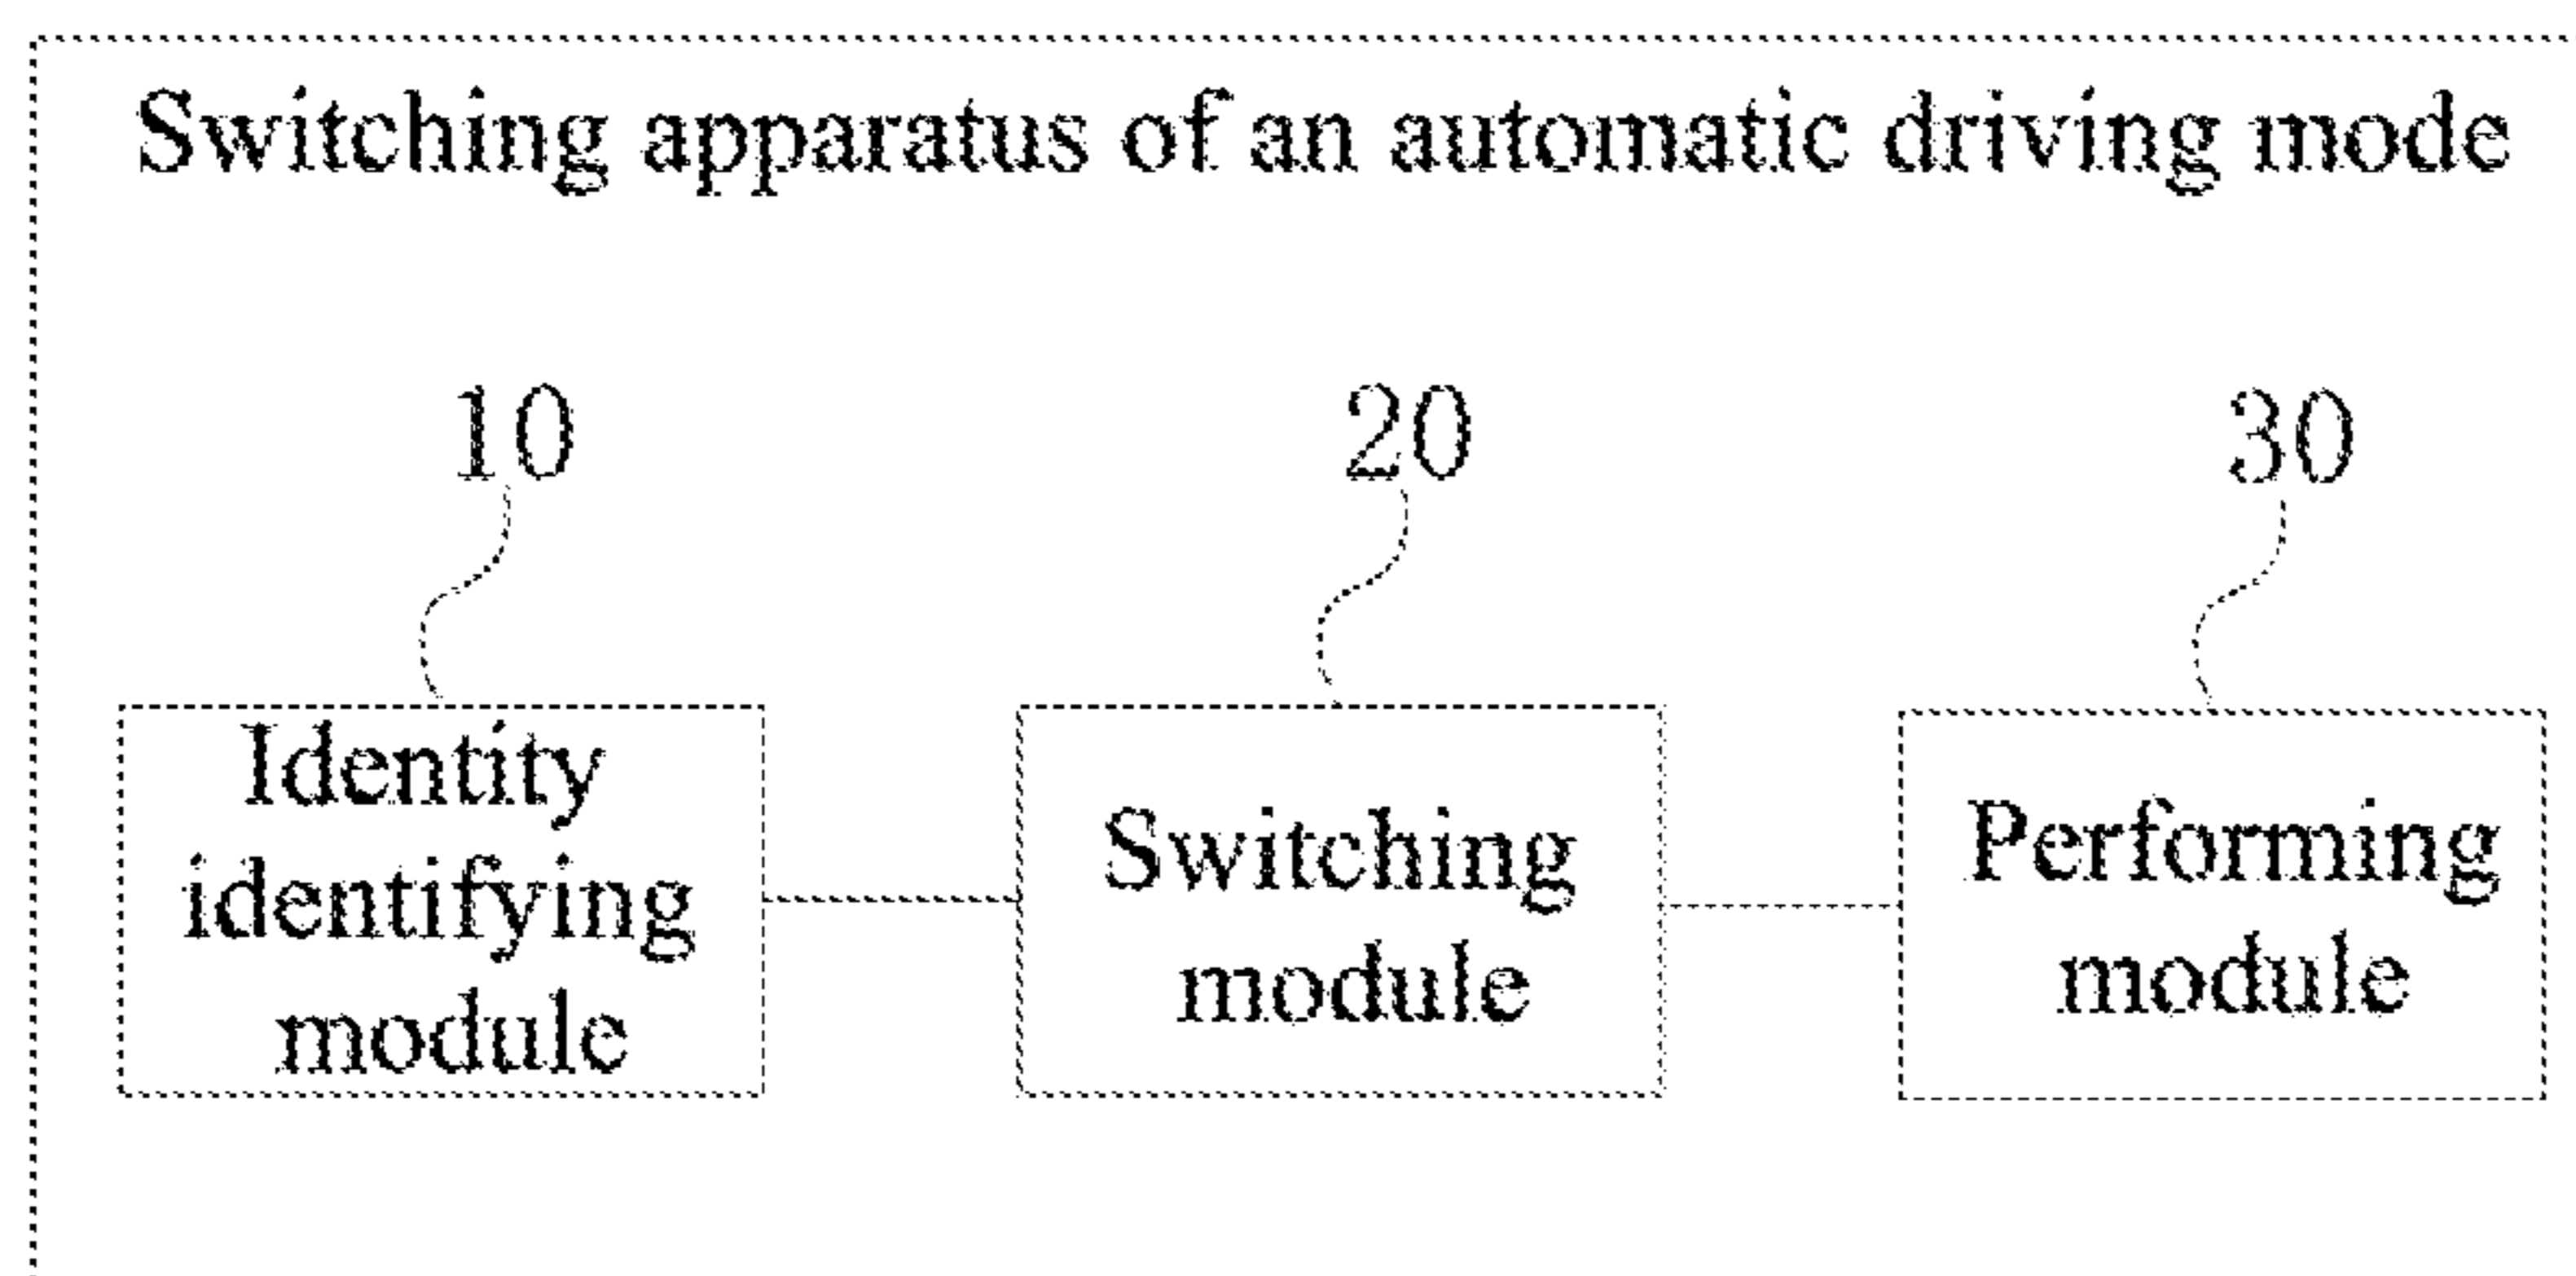 Switching apparatus of an automatic driving mode
10
20
30
Identity
identifying
module
Switching
module
Performing
module